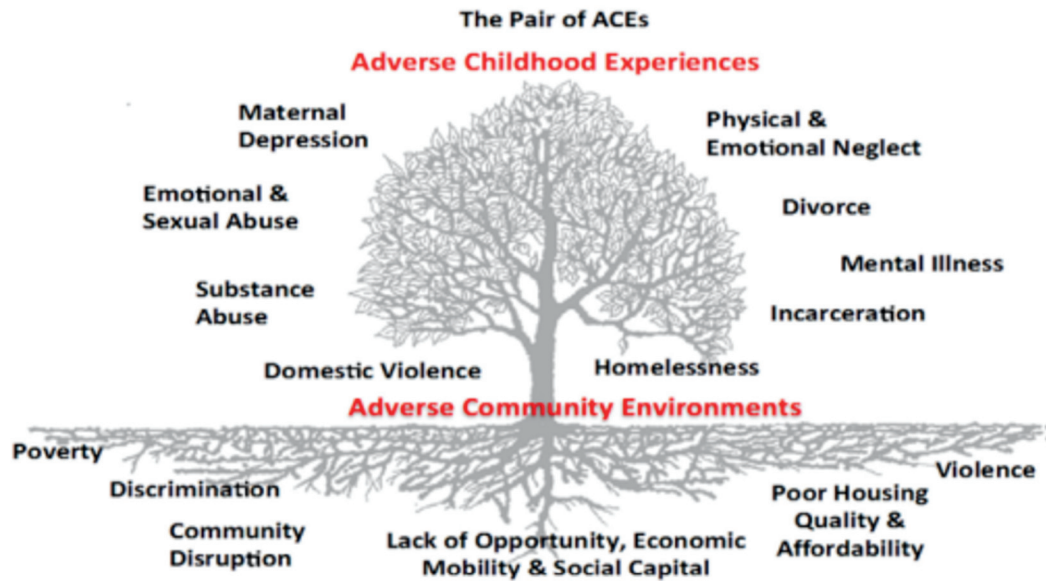 The Pair of ACEs
Adverse Childhood Experiences
Maternal
Depression
Physical &
Emotional Neglect
Emotional &
Sexual Abuse
Divorce
Mental Illness
Substance
Abuse
Incarceration
Domestic Violence
Homelessness
Adverse Community Environments
Poverty
Violence
Discrimination
Poor Housing
Quality &
Affordability
Community
Disruption
Lack of Opportunity, Economic
Mobility & Social Capital